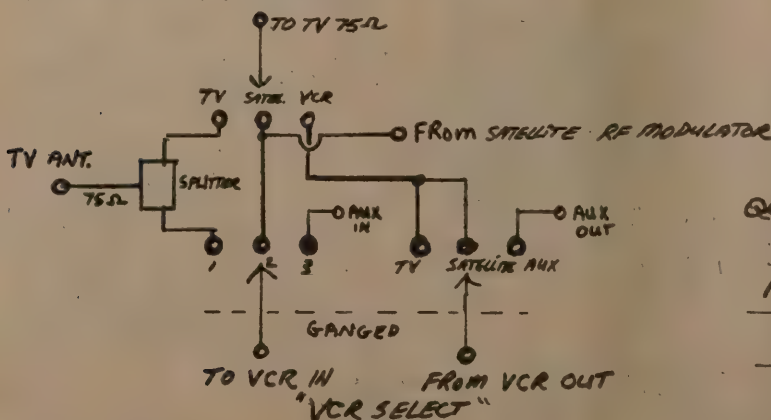 TO TV 75Ω
TV SATEL. VCR
FROM SATELLITE RF MODULATOR
TV ANT.
75Ω
SPLITTER
AUX
IN
AUX
OUT
1 2 3 TV SATELLITE AUX
GANGED
TO VCR IN FROM VCR OUT
"VCR SELECT"